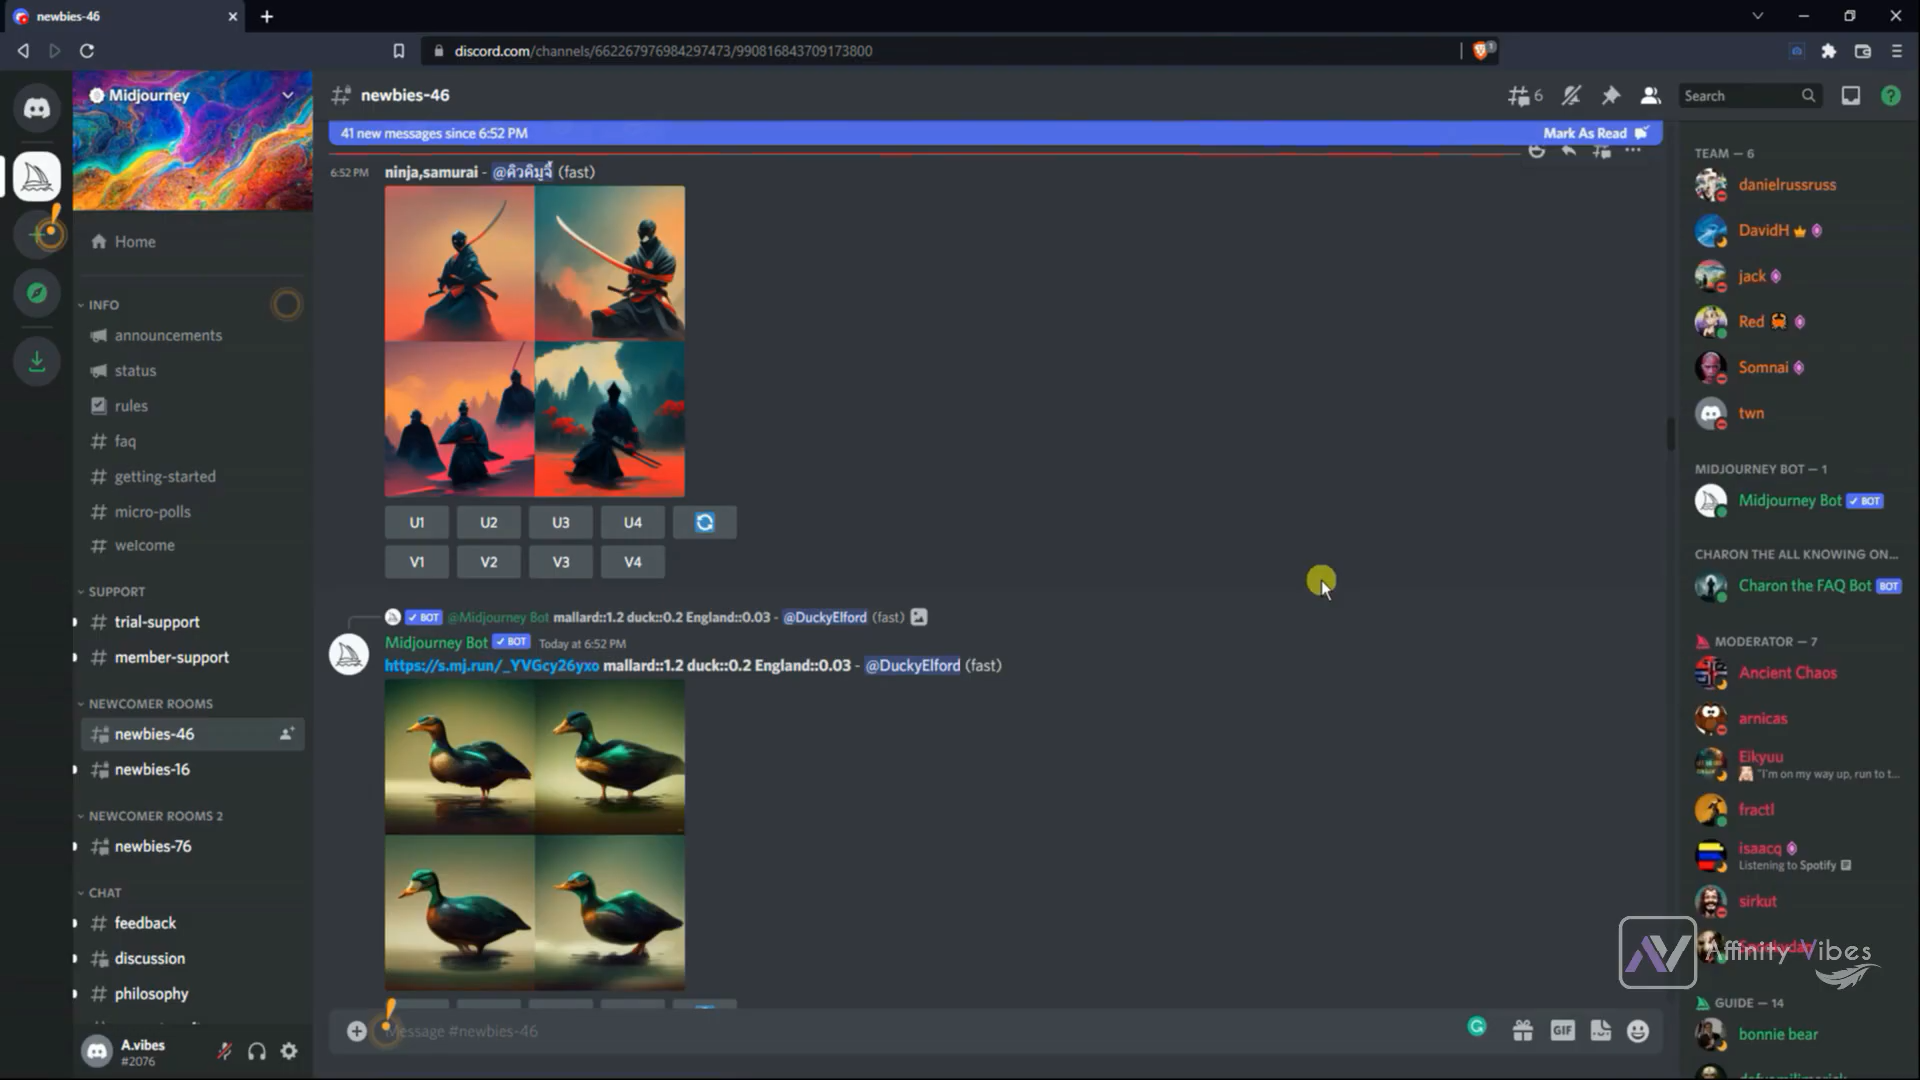 newbies-46
discord.com/channels/662267976984297473/990816843709173800
1
Midjourney
newbies-46
6
Search
41 new messages since 6:52 PM
Mark As Read
Home
INFO
announcements
status
rules
faq
getting-started
micro-polls
welcome
SUPPORT
trial-support
member-support
NEWCOMER ROOMS
newbies-46
newbies-16
NEWCOMER ROOMS 2
newbies-76
CHAT
feedback
discussion
philosophy
A.vibes
#2076
6:52 PM ninja,samurai - @คิวคิมูจี้ (fast)
U1 U2 U3 U4
V1 V2 V3 V4
BOT @Midjourney Bot mallard::1.2 duck::0.2 England::0.03 - @DuckyElford (fast)
Midjourney Bot BOT Today at 6:52 PM
https://s.mj.run/_YVGcy26yxo mallard::1.2 duck::0.2 England::0.03 - @DuckyElford (fast)
Message #newbies-46
GIF
TEAM — 6
danielrussruss
DavidH
jack
Red
Somnai
twn
MIDJOURNEY BOT — 1
Midjourney Bot BOT
CHARON THE ALL KNOWING ON...
Charon the FAQ Bot BOT
MODERATOR — 7
Ancient Chaos
arnicas
Eikyuu
"I'm on my way up, run to t...
fractl
isaacq
Listening to Spotify
sirkut
Affinity Vibes
GUIDE — 14
bonnie bear